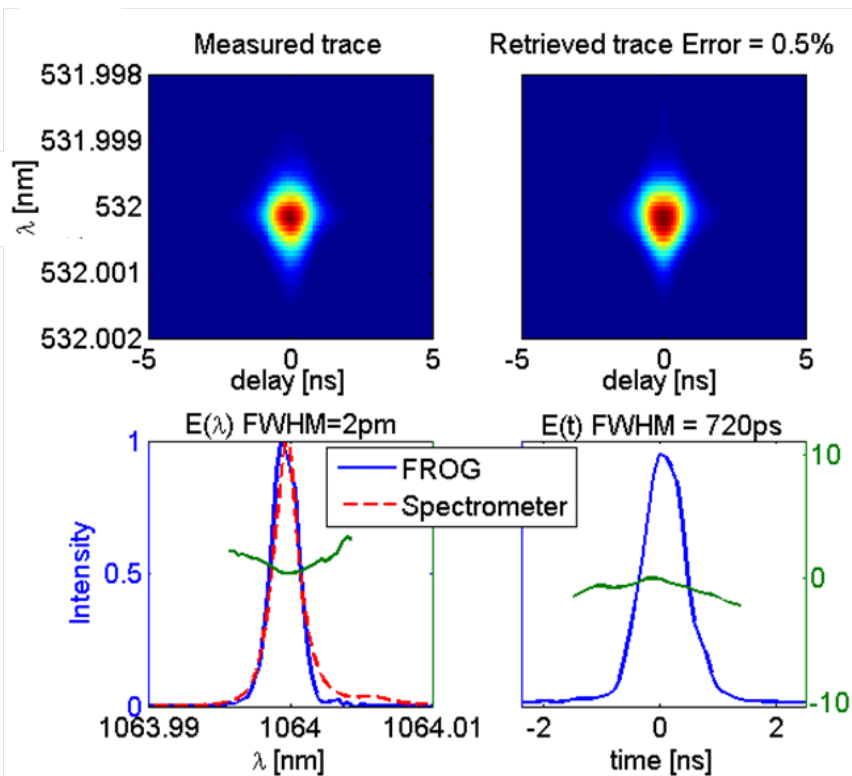 Measured trace
Retrieved trace Error = 0.5%
531.998
531.999
532
532.001
532.002
λ [nm]
-5 0 5
delay [ns]
-5 0 5
delay [ns]
E(λ) FWHM=2pm
E(t) FWHM = 720ps
FROG
Spectrometer
Intensity
1
0.5
0
1063.99 1064 1064.01
λ [nm]
10
0
-10
-2 0 2
time [ns]